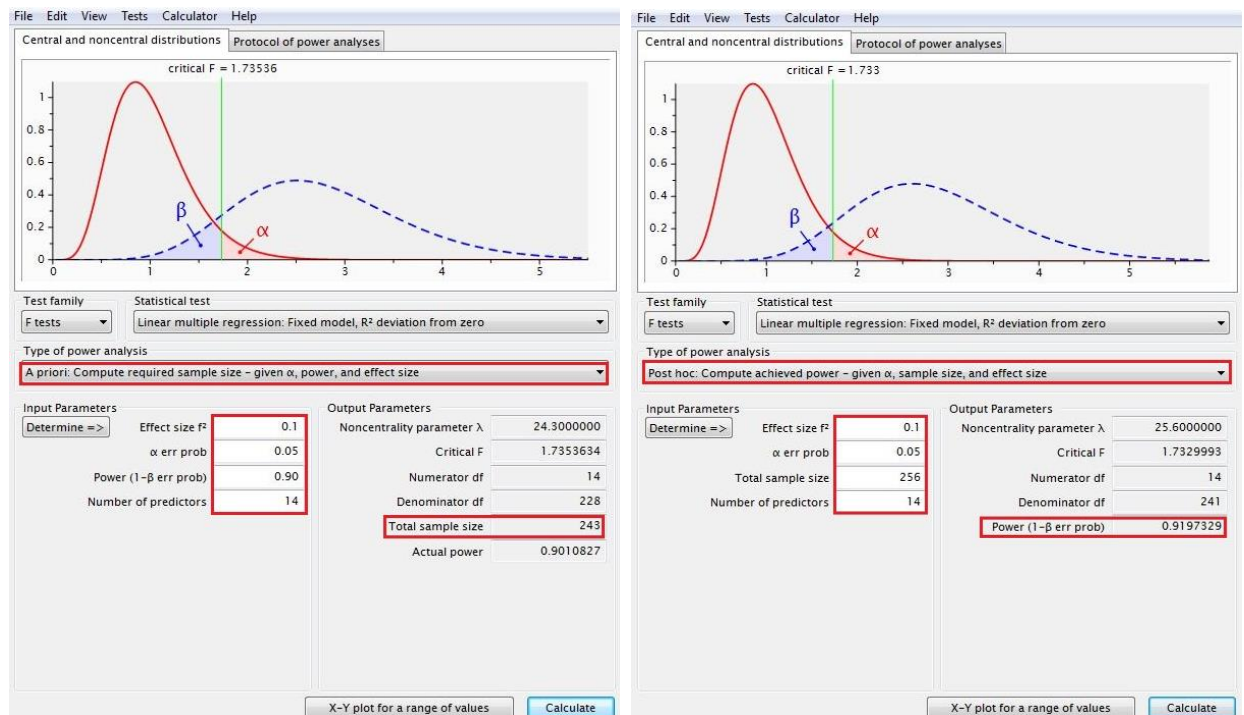 File Edit View Tests Calculator Help
Central and noncentral distributions Protocol of power analyses
critical F = 1.73536
1
0.8
0.6
0.4
0.2
0
β
α
0 1 2 3 4 5
Test family Statistical test
F tests Linear multiple regression: Fixed model, R² deviation from zero
Type of power analysis
A priori: Compute required sample size - given α, power, and effect size
Input Parameters Output Parameters
Determine => Effect size f² 0.1 Noncentrality parameter λ 24.3000000
α err prob 0.05 Critical F 1.7353634
Power (1-β err prob) 0.90 Numerator df 14
Number of predictors 14 Denominator df 228
Total sample size 243
Actual power 0.9010827
X-Y plot for a range of values Calculate
File Edit View Tests Calculator Help
Central and noncentral distributions Protocol of power analyses
critical F = 1.733
1
0.8
0.6
0.4
0.2
0
β
α
0 1 2 3 4 5
Test family Statistical test
F tests Linear multiple regression: Fixed model, R² deviation from zero
Type of power analysis
Post hoc: Compute achieved power - given α, sample size, and effect size
Input Parameters Output Parameters
Determine => Effect size f² 0.1 Noncentrality parameter λ 25.6000000
α err prob 0.05 Critical F 1.7329993
Total sample size 256 Numerator df 14
Number of predictors 14 Denominator df 241
Power (1-β err prob) 0.9197329
X-Y plot for a range of values Calculate